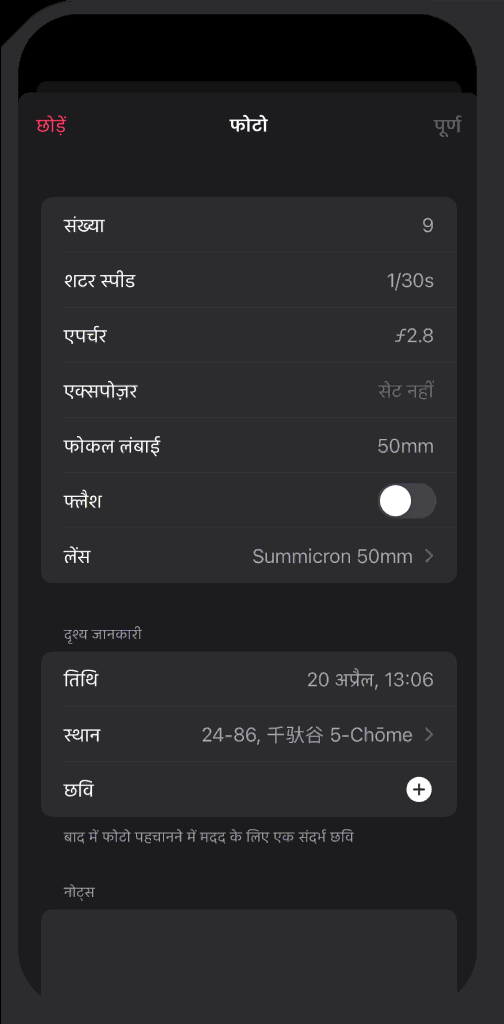 छोड़ें फोटो पूर्ण
संख्या 9
शटर स्पीड 1/30s
एपर्चर ƒ2.8
एक्सपोज़र सेट नहीं
फोकल लंबाई 50mm
फ्लैश
लेंस Summicron 50mm
दृश्य जानकारी
तिथि 20 अप्रैल, 13:06
स्थान 24-86, 千駄谷 5-Chōme
छवि
बाद में फोटो पहचानने में मदद के लिए एक संदर्भ छवि
नोट्स